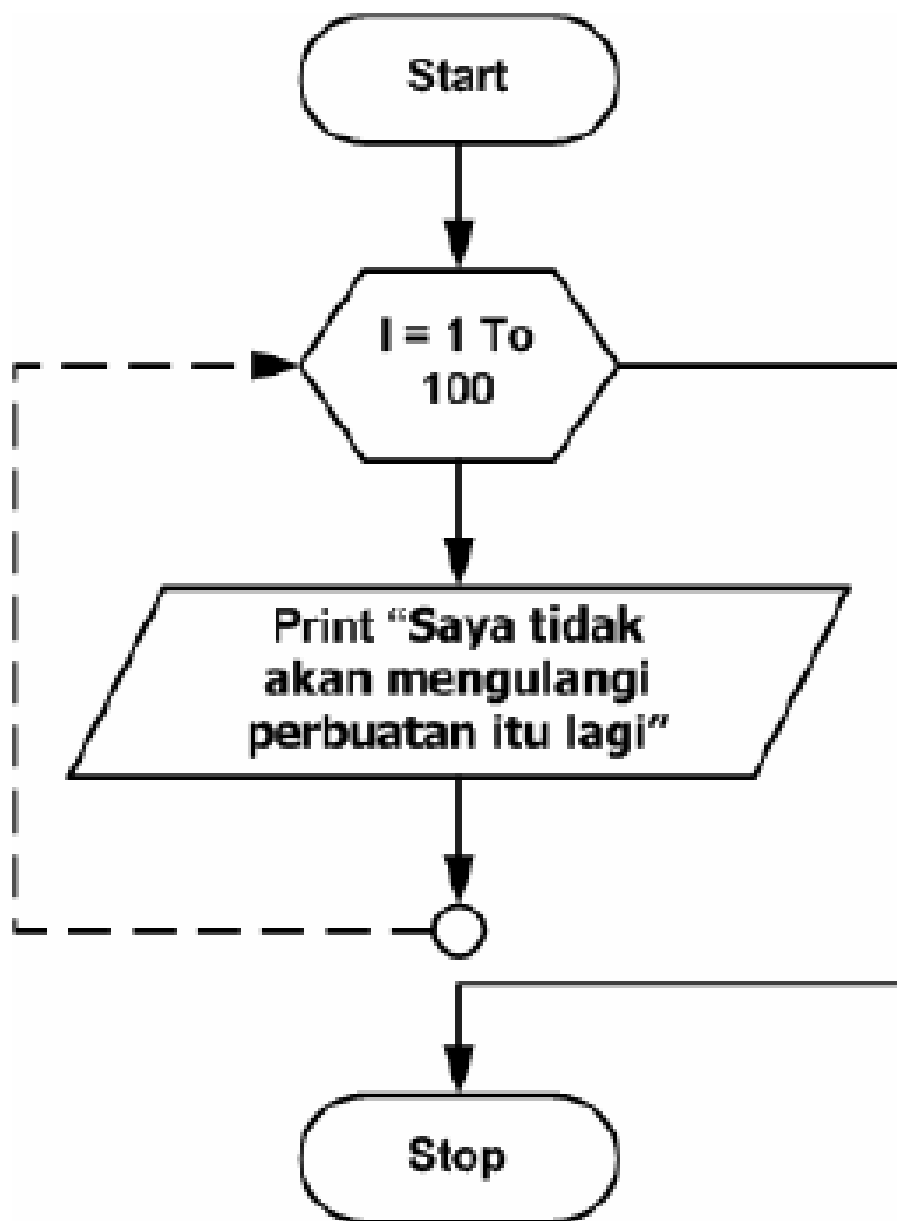 Start
I = 1 To
100
Print “Saya tidak
akan mengulangi
perbuatan itu lagi”
Stop